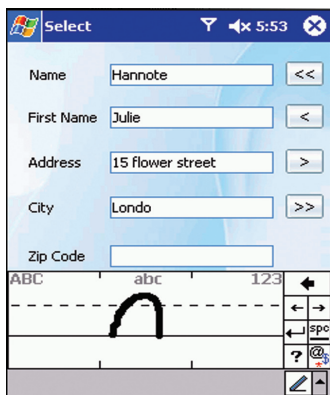 Select 5:53
Name Hannote <<
First Name Julie <
Address 15 flower street >
City Londo >>
Zip Code
ABC abc 123
n
← →
spc
? @*$